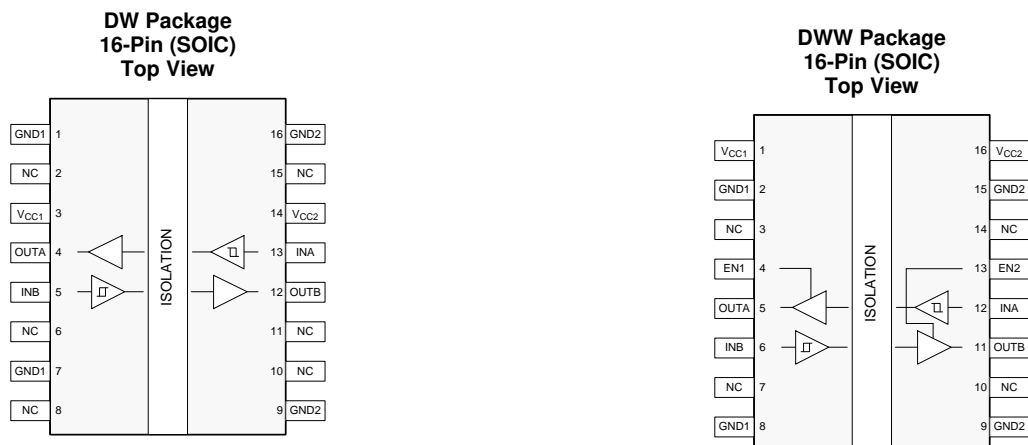 DW Package
16-Pin (SOIC)
Top View
GND1 1
NC 2
VCC1 3
OUTA 4
INB 5
NC 6
GND1 7
NC 8
ISOLATION
16 GND2
15 NC
14 VCC2
13 INA
12 OUTB
11 NC
10 NC
9 GND2
DWW Package
16-Pin (SOIC)
Top View
VCC1 1
GND1 2
NC 3
EN1 4
OUTA 5
INB 6
NC 7
GND1 8
ISOLATION
16 VCC2
15 GND2
14 NC
13 EN2
12 INA
11 OUTB
10 NC
9 GND2